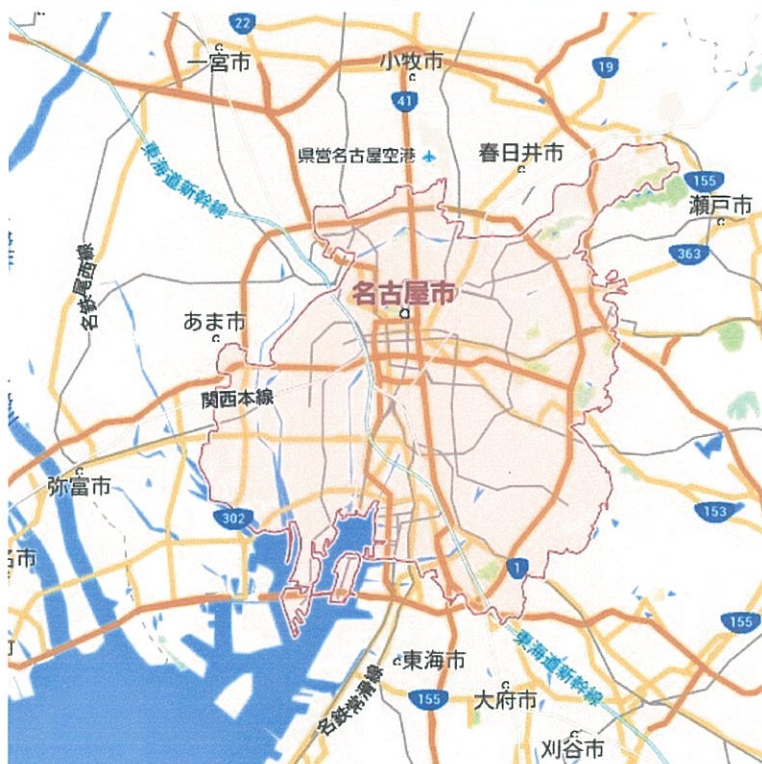 22
一宮市
小牧市
19
41
東海道新幹線
県営名古屋空港
春日井市
155
瀬戸市
名鉄尾西線
363
名古屋市
あま市
関西本線
弥富市
302
153
名市
1
155
東海道新幹線
東海市
名鉄常滑線
155
大府市
刈谷市